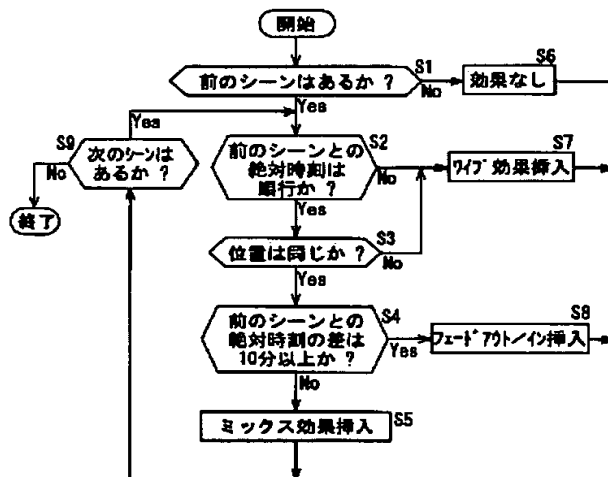 開始
前のシーンはあるか ?
S1
No
Yes
効果なし
S6
Yes
S9
次のシーンは
あるか ?
No
終了
前のシーンとの
絶対時刻は
順行か ?
S2
No
Yes
ワイプ効果挿入
S7
位置は同じか ?
S3
No
Yes
前のシーンとの
絶対時刻の差は
10分以上か ?
S4
Yes
No
フェードアウト/イン挿入
S8
ミックス効果挿入
S5